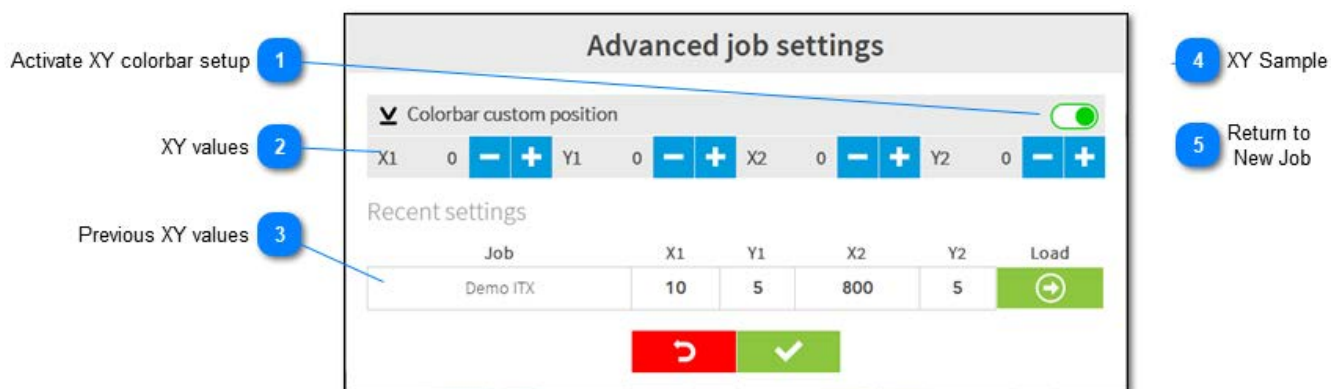 Advanced job settings
Activate XY colorbar setup 1
4 XY Sample
Colorbar custom position
XY values 2
X1 0 − + Y1 0 − + X2 0 − + Y2 0 − +
5 Return to
New Job
Recent settings
Previous XY values 3
Job X1 Y1 X2 Y2 Load
Demo ITX 10 5 800 5